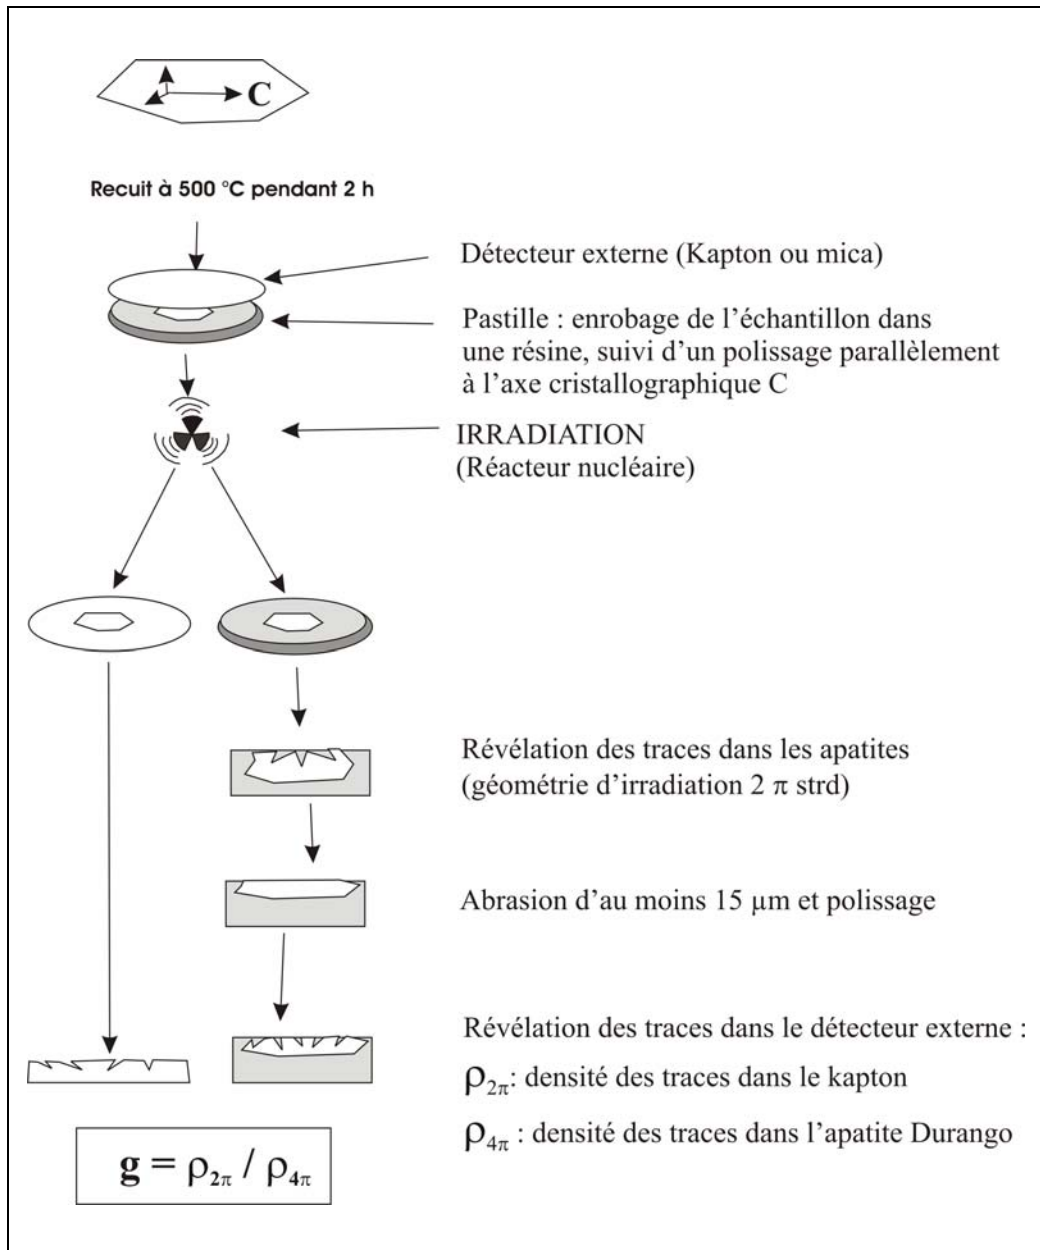 C
Recuit à 500 °C pendant 2 h
Détecteur externe (Kapton ou mica)
Pastille : enrobage de l’échantillon dans
une résine, suivi d’un polissage parallèlement
à l’axe cristallographique C
IRRADIATION
(Réacteur nucléaire)
Révélation des traces dans les apatites
(géométrie d’irradiation 2 π strd)
Abrasion d’au moins 15 µm et polissage
Révélation des traces dans le détecteur externe :
ρ2π: densité des traces dans le kapton
ρ4π : densité des traces dans l’apatite Durango
g = ρ2π / ρ4π